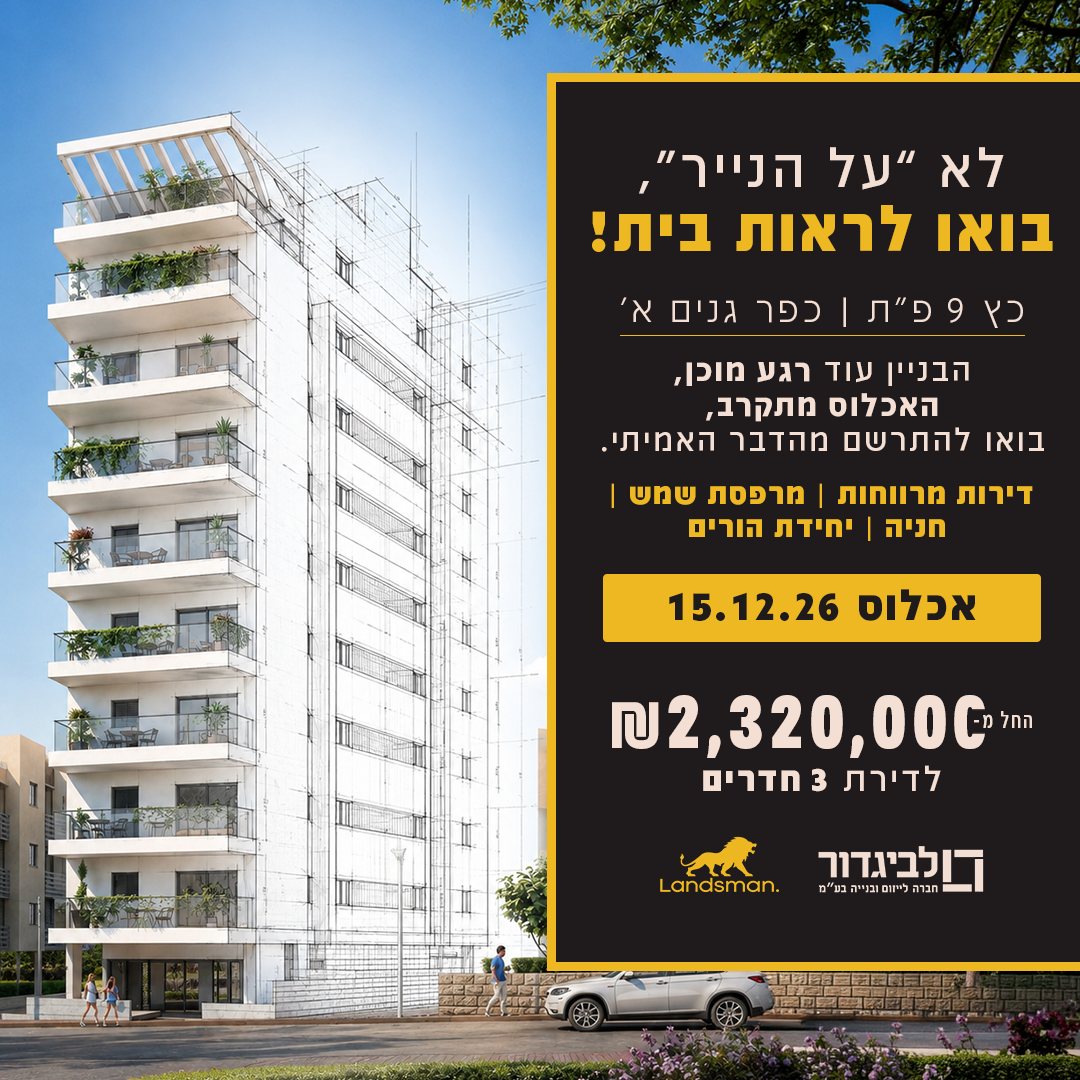 לא "על הנייר",
בואו לראות בית!
כץ 9 פ"ת | כפר גנים א'
הבניין עוד רגע מוכן,
האכלוס מתקרב,
בואו להתרשם מהדבר האמיתי.
דירות מרווחות | מרפסת שמש |
חניה | יחידת הורים
אכלוס 15.12.26
החל מ-2,320,000₪
לדירת 3 חדרים
לביגדור
חברה לייזום ובנייה בע"מ
Landsman.